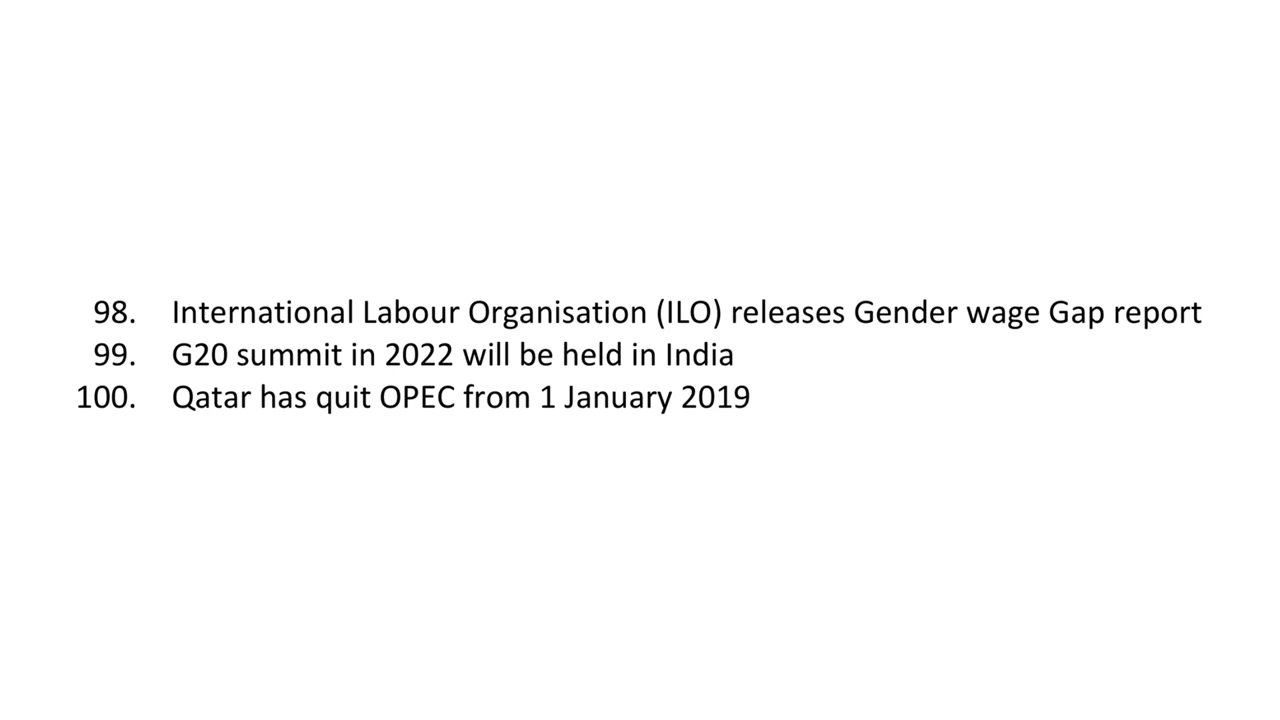 98. International Labour Organisation (ILO) releases Gender wage Gap report
99. G20 summit in 2022 will be held in India
100. Qatar has quit OPEC from 1 January 2019